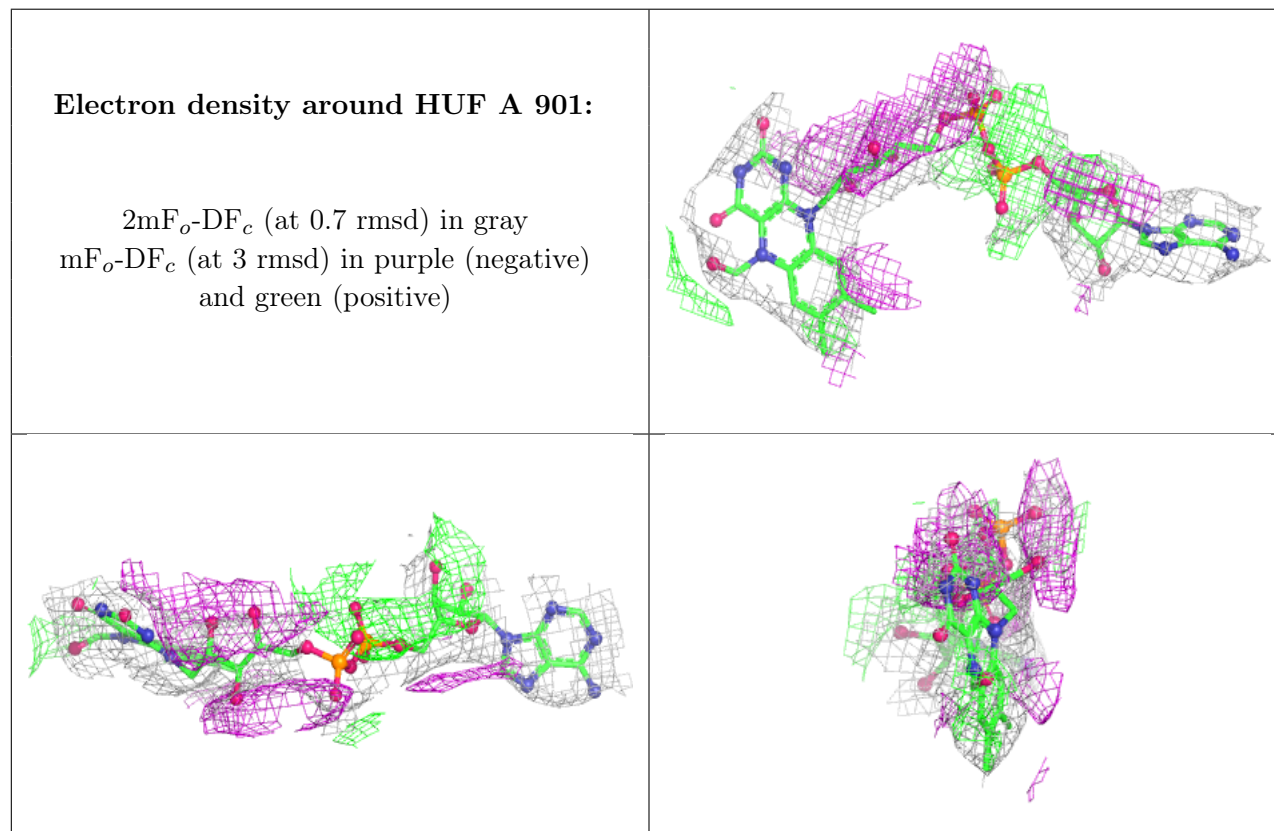 Electron density around HUF A 901:
2mFo-DFc (at 0.7 rmsd) in gray
mFo-DFc (at 3 rmsd) in purple (negative)
and green (positive)